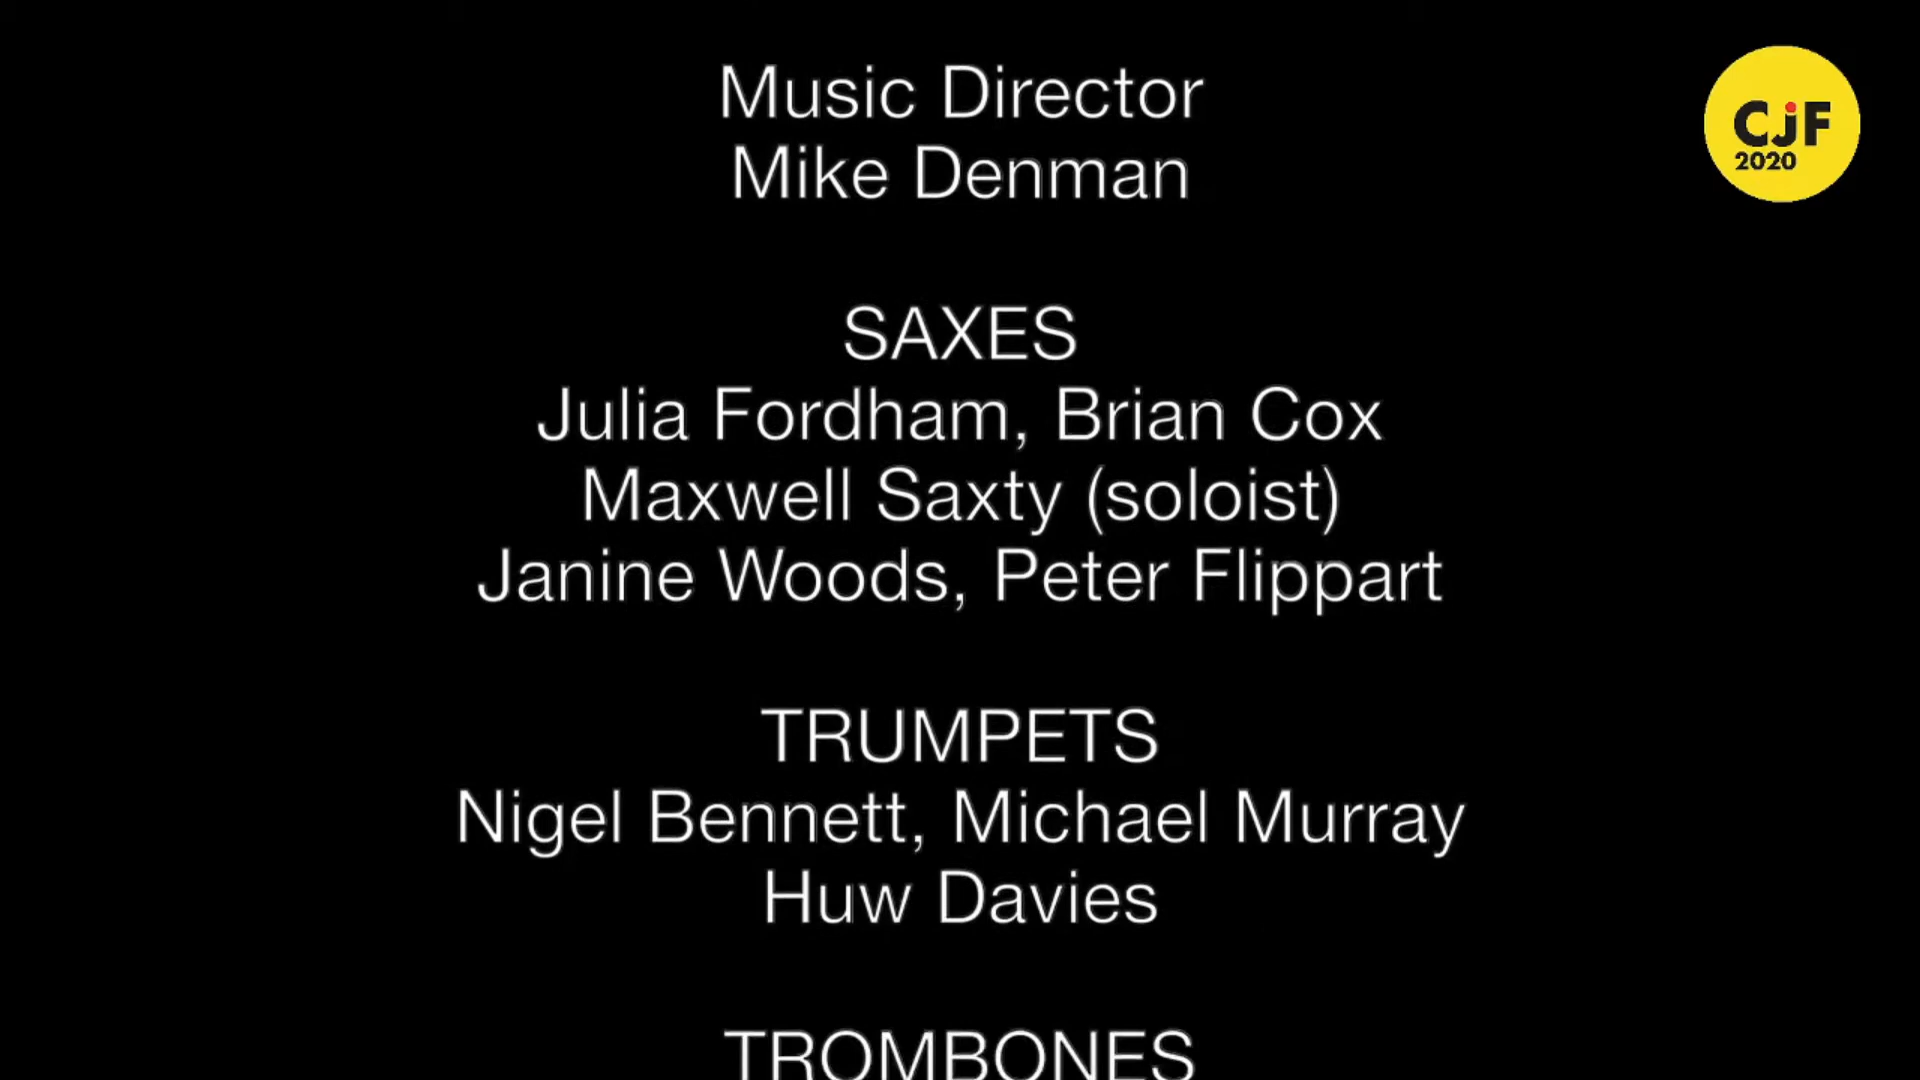 Music Director
Mike Denman
CjF
2020
SAXES
Julia Fordham, Brian Cox
Maxwell Saxty (soloist)
Janine Woods, Peter Flippart
TRUMPETS
Nigel Bennett, Michael Murray
Huw Davies
TROMBONES